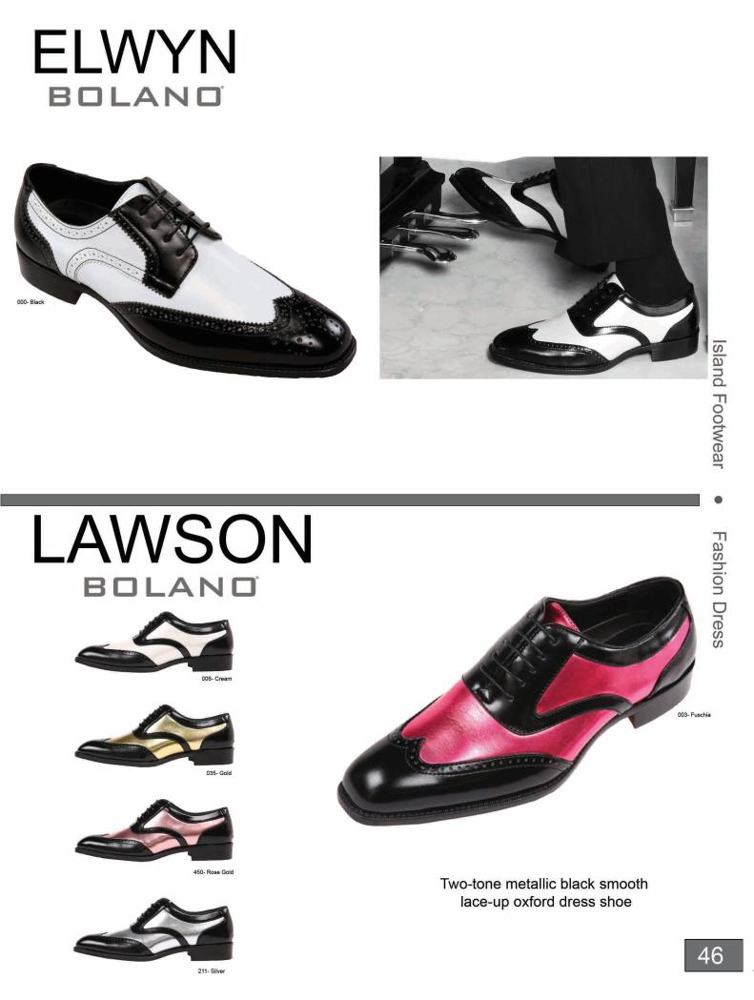 ELWYN
BOLANO
000- Black
Island Footwear • Fashion Dress
LAWSON
BOLANO
006- Cream
035- Gold
450- Rose Gold
211- Silver
003- Fuschia
Two-tone metallic black smooth
lace-up oxford dress shoe
46